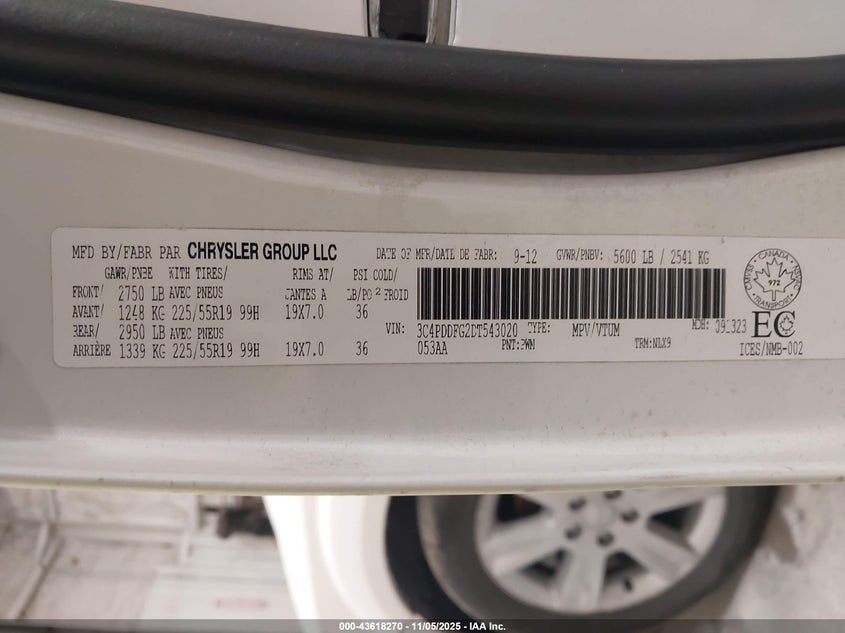 MFD BY/FABR PAR CHRYSLER GROUP LLC DATE OF MFR/DATE DE FABR: 9-12 GVWR/PNBV: 5600 LB / 2541 KG
GAWR/PNBE WITH TIRES/ RIMS AT/ PSI COLD/
FRONT/ 2750 LB AVEC PNEUS JANTES A LB/PO² FROID
AVANT/ 1248 KG 225/55R19 99H 19X7.0 36
REAR/ 2950 LB AVEC PNEUS
ARRIÈRE 1339 KG 225/55R19 99H 19X7.0 36
VIN: 3C4PDDFG2DT543020 TYPE: MPV/VTUM MDH: 091323
053AA PNT: TRM:NLX9
CANADA
972
TRANSPORT
EC
ICES/NMB-002
000-43618270 - 11/05/2025 - IAA Inc.